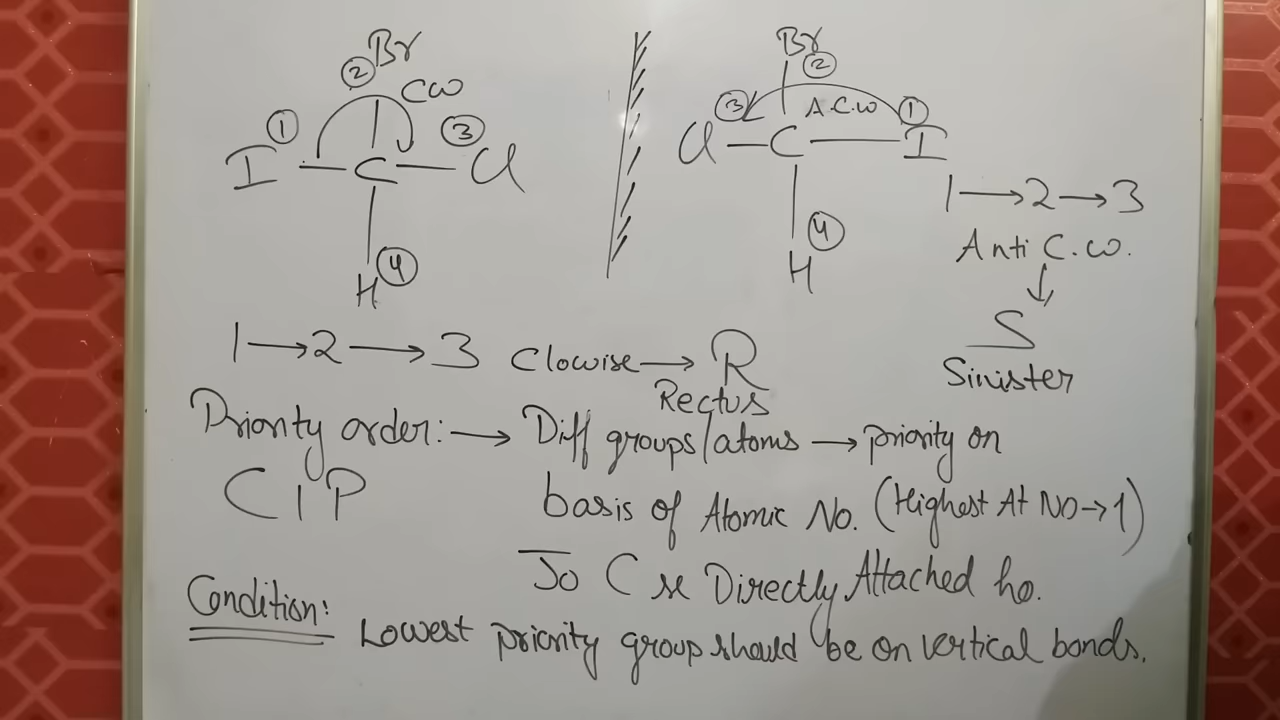 Br
② CW
① ③
I — C — Cl
H ④
Br
②
③ A.C.W ①
Cl — C — I
④
H
1 → 2 → 3
Anti C.W.
↓
S
Sinister
1 → 2 → 3 Clowise → R
Rectus
Priority order: → Diff groups/atoms → priority on
CIP basis of Atomic No. (Highest At No → 1)
Jo C se Directly Attached ho.
Condition:
Lowest priority group should be on vertical bonds.